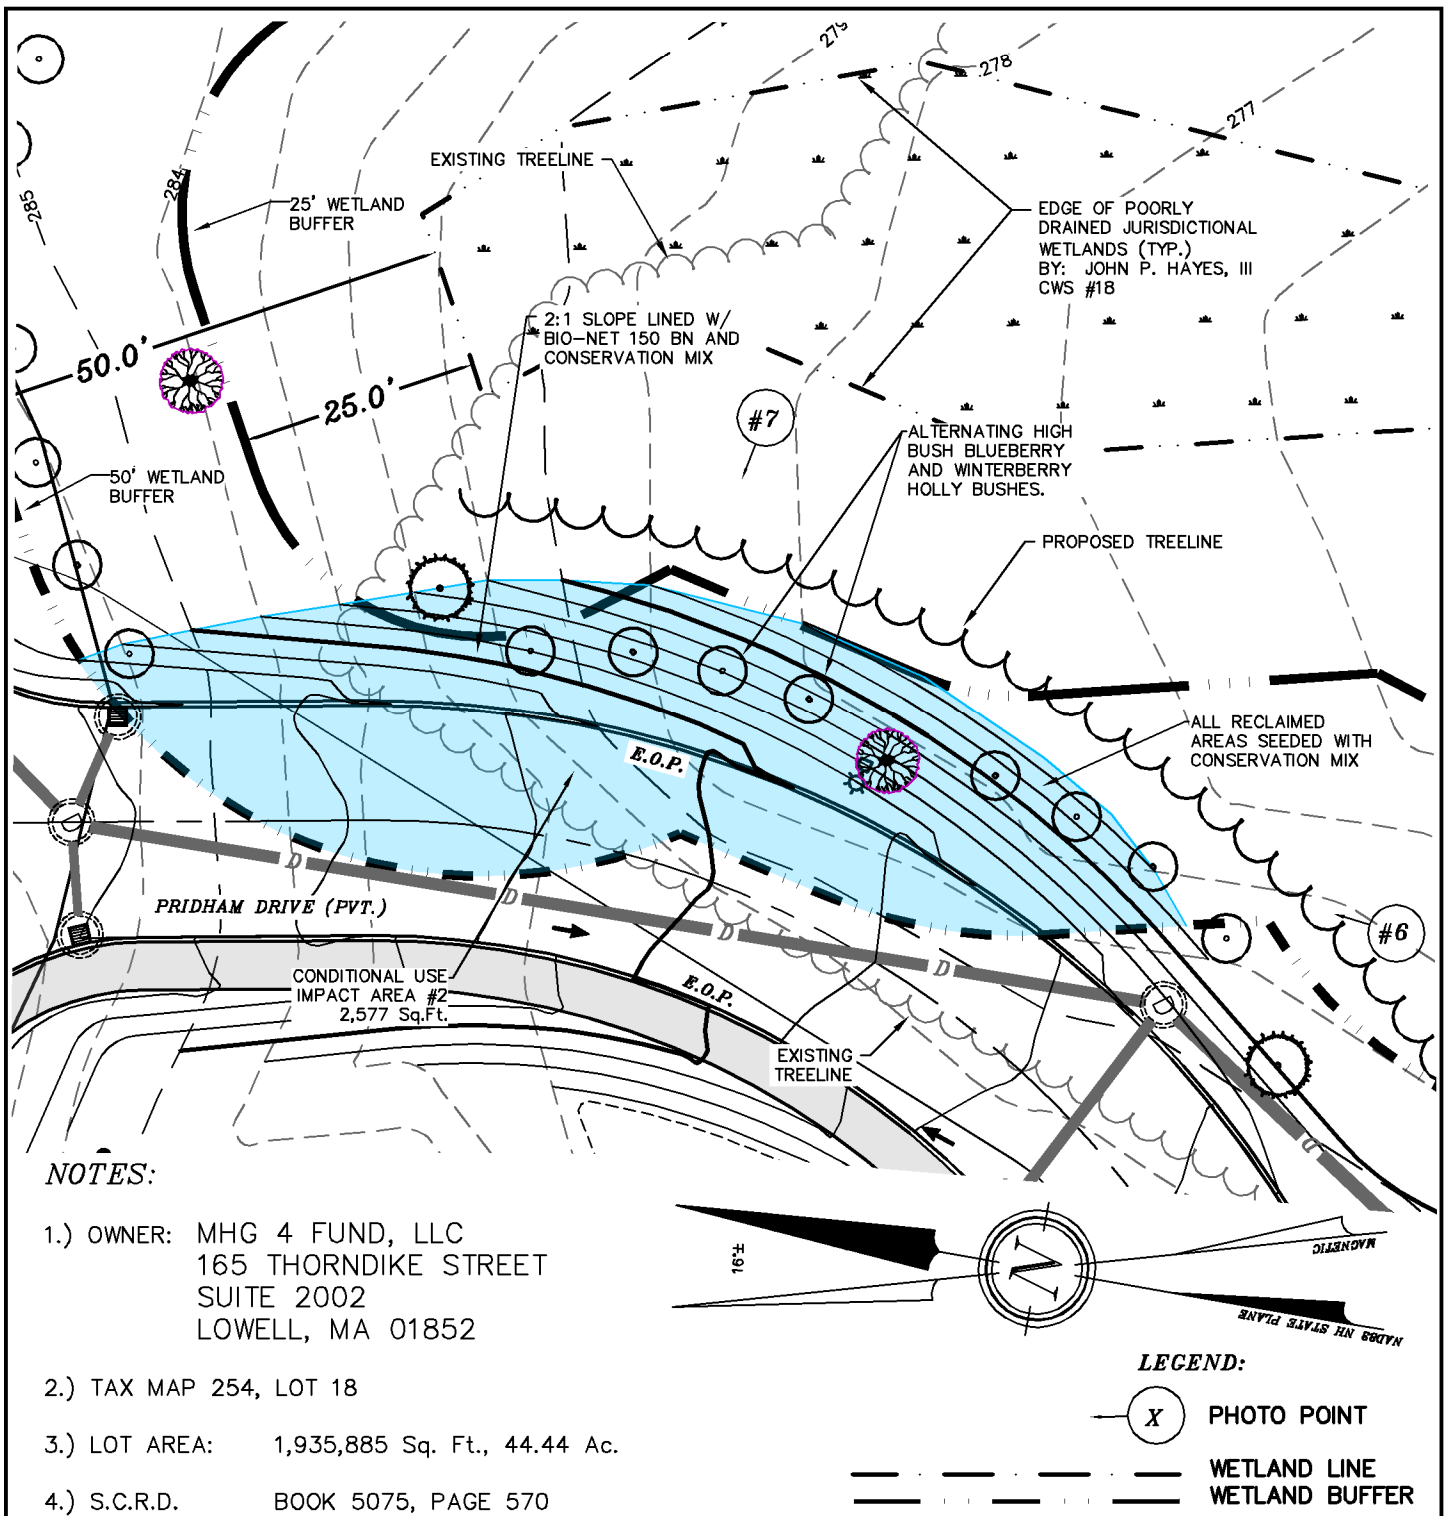 279
278
277
EXISTING TREELINE
284
285
25' WETLAND
BUFFER
EDGE OF POORLY
DRAINED JURISDICTIONAL
WETLANDS (TYP.)
BY: JOHN P. HAYES, III
CWS #18
2:1 SLOPE LINED W/
BIO-NET 150 BN AND
CONSERVATION MIX
50.0'
25.0'
#7
ALTERNATING HIGH
BUSH BLUEBERRY
AND WINTERBERRY
HOLLY BUSHES.
50' WETLAND
BUFFER
PROPOSED TREELINE
ALL RECLAIMED
AREAS SEEDED WITH
CONSERVATION MIX
E.O.P.
D
D
D
D
D
PRIDHAM DRIVE (PVT.)
#6
CONDITIONAL USE
IMPACT AREA #2
2,577 Sq.Ft.
E.O.P.
EXISTING
TREELINE
NOTES:
1.) OWNER: MHG 4 FUND, LLC
165 THORNDIKE STREET
SUITE 2002
LOWELL, MA 01852
2.) TAX MAP 254, LOT 18
3.) LOT AREA: 1,935,885 Sq. Ft., 44.44 Ac.
4.) S.C.R.D. BOOK 5075, PAGE 570
N
MAGNETIC
NAD83 NH STATE PLANE
LEGEND:
X PHOTO POINT
WETLAND LINE
WETLAND BUFFER